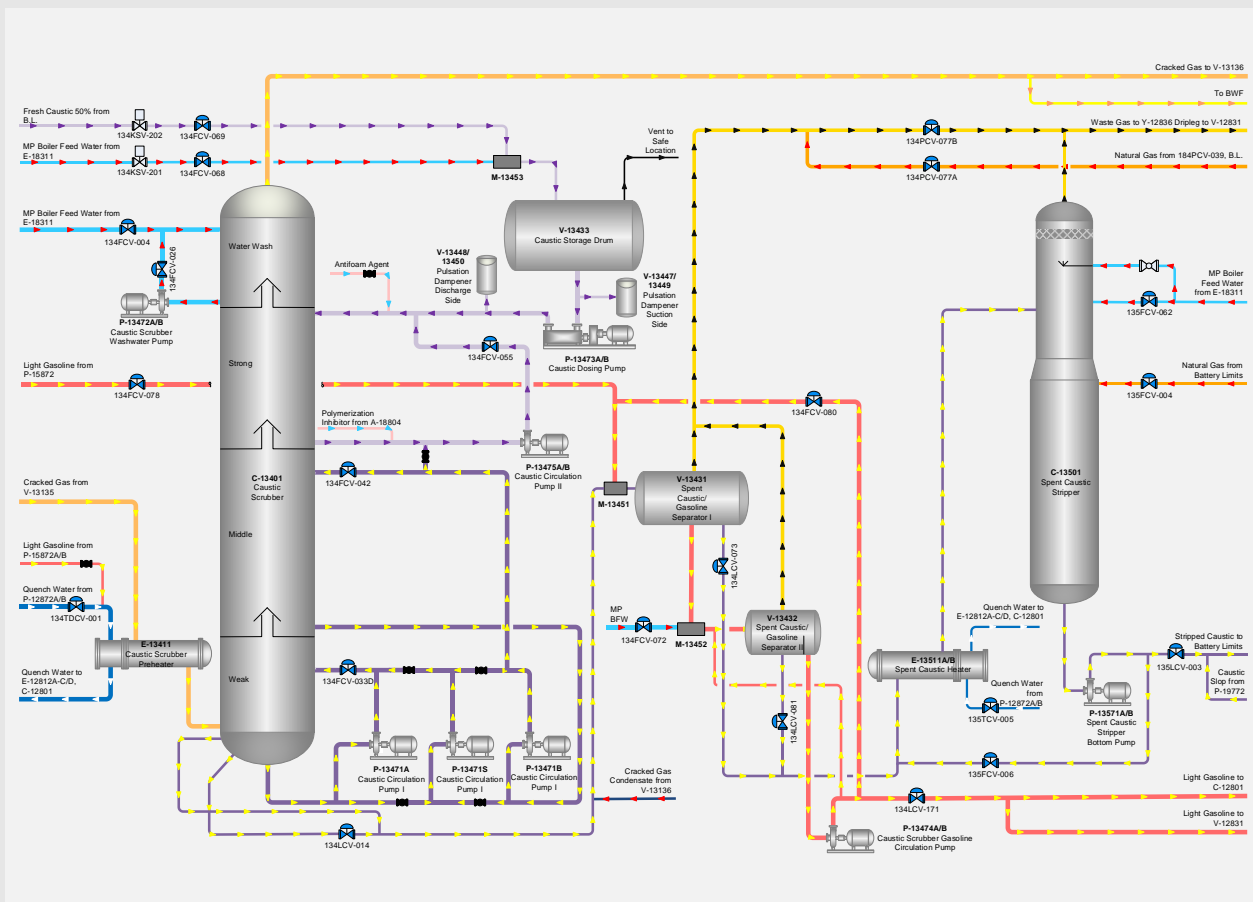 Cracked Gas to V-13136
To BWF
Fresh Caustic 50% from
B.L.
134KSV-202
134FCV-069
MP Boiler Feed Water from
E-18311
134KSV-201
134FCV-068
M-13453
Vent to
Safe
Location
Waste Gas to Y-12836 Dripleg to V-12831
134PCV-077B
Natural Gas from 184PCV-039, B.L.
134PCV-077A
MP Boiler Feed Water from
E-18311
134FCV-004
134FCV-026
P-13472A/B
Caustic Scrubber
Washwater Pump
Water Wash
V-13433
Caustic Storage Drum
Antifoam Agent
V-13448/
13450
Pulsation
Dampener
Discharge
Side
V-13447/
13449
Pulsation
Dampener
Suction
Side
134FCV-055
P-13473A/B
Caustic Dosing Pump
MP Boiler
Feed Water
from E-18311
135FCV-062
Light Gasoline from
P-15872
134FCV-078
Strong
Natural Gas from
Battery Limits
135FCV-004
134FCV-080
Polymerization
Inhibitor from A-18804
P-13475A/B
Caustic Circulation
Pump II
134FCV-042
C-13401
Caustic
Scrubber
Middle
V-13431
Spent
Caustic/
Gasoline
Separator I
M-13451
C-13501
Spent Caustic
Stripper
Cracked Gas from
V-13135
Light Gasoline from
P-15872A/B
Quench Water from
P-12872A/B
134TDCV-001
E-13411
Caustic Scrubber
Preheater
Quench Water to
E-12812A-C/D,
C-12801
134LCV-073
MP
BFW
134FCV-072
M-13452
V-13432
Spent Caustic/
Gasoline
Separator II
Quench Water to
E-12812A-C/D, C-12801
E-13511A/B
Spent Caustic Heater
Quench Water
from
P-12872A/B
135TCV-005
Stripped Caustic to
Battery Limits
135LCV-003
Caustic
Slop from
P-19772
P-13571A/B
Spent Caustic
Stripper
Bottom Pump
Weak
134FCV-033D
134LCV-081
P-13471A
Caustic Circulation
Pump I
P-13471S
Caustic Circulation
Pump I
P-13471B
Caustic Circulation
Pump I
135FCV-006
Cracked Gas
Condensate from
V-13136
Light Gasoline to
C-12801
134LCV-171
Light Gasoline to
V-12831
134LCV-014
P-13474A/B
Caustic Scrubber Gasoline
Circulation Pump